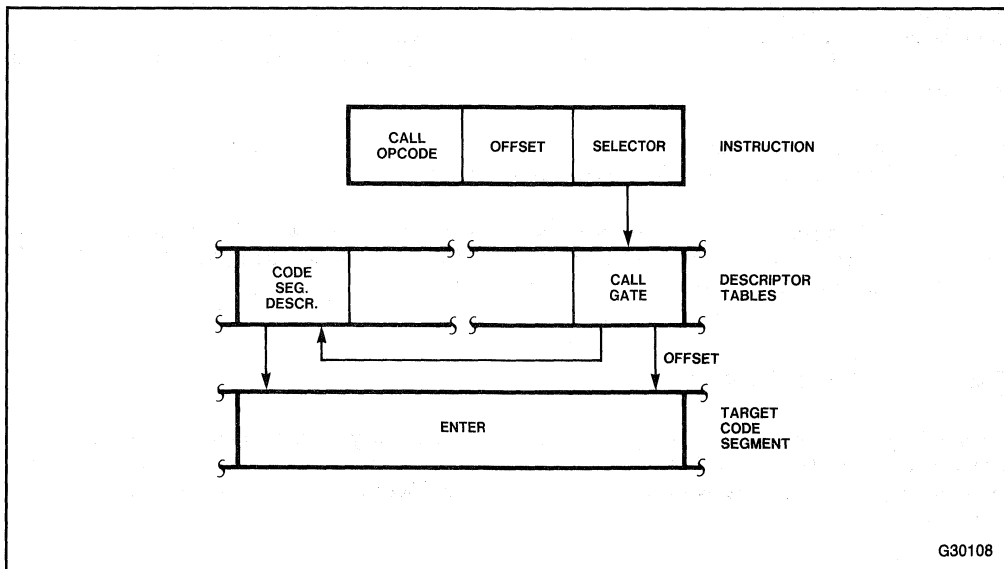 CALL
OPCODE
OFFSET
SELECTOR
INSTRUCTION
CODE
SEG.
DESCR.
CALL
GATE
DESCRIPTOR
TABLES
OFFSET
ENTER
TARGET
CODE
SEGMENT
G30108